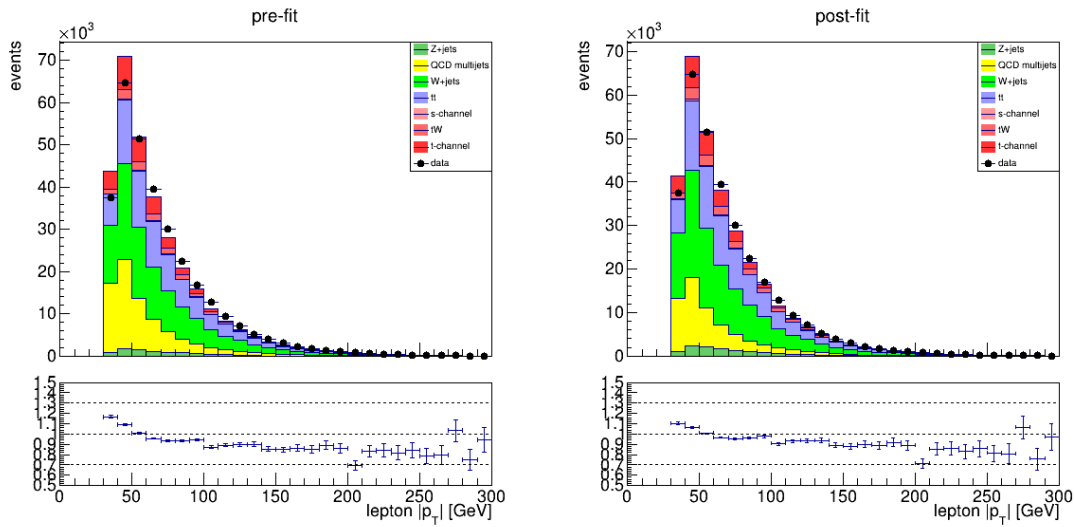 pre-fit
×10³
events
70
60
50
40
30
20
10
0
Z+jets
QCD multijets
W+jets
tt
s-channel
tW
t-channel
data
1.5
1.4
1.3
1.2
1.1
1
0.9
0.8
0.7
0.6
0.5
0 50 100 150 200 250 300
lepton |p_T| [GeV]
post-fit
×10³
events
70
60
50
40
30
20
10
0
Z+jets
QCD multijets
W+jets
tt
s-channel
tW
t-channel
data
1.5
1.4
1.3
1.2
1.1
1
0.9
0.8
0.7
0.6
0.5
0 50 100 150 200 250 300
lepton |p_T| [GeV]